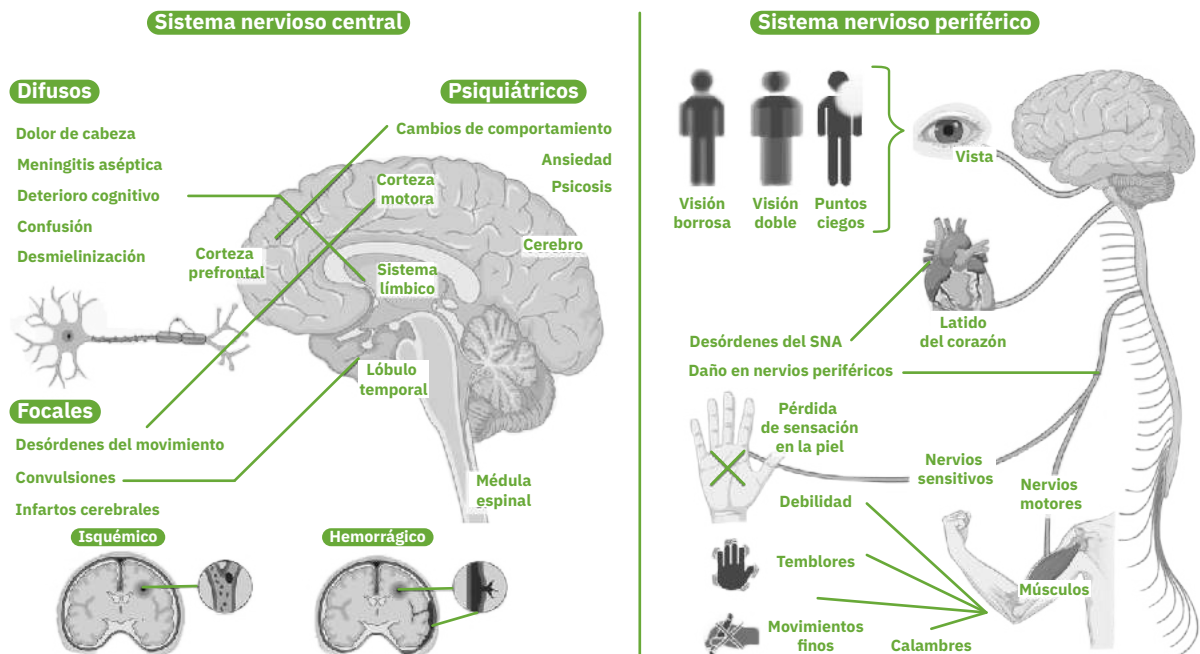 Sistema nervioso central
Difusos
Dolor de cabeza
Meningitis aséptica
Deterioro cognitivo
Confusión
Desmielinización
Psiquiátricos
Cambios de comportamiento
Ansiedad
Psicosis
Corteza
motora
Corteza
prefrontal
Sistema
límbico
Cerebro
Lóbulo
temporal
Médula
espinal
Focales
Desórdenes del movimiento
Convulsiones
Infartos cerebrales
Isquémico
Hemorrágico
Sistema nervioso periférico
Visión
borrosa
Visión
doble
Puntos
ciegos
Vista
Latido
del corazón
Desórdenes del SNA
Daño en nervios periféricos
Pérdida
de sensación
en la piel
Nervios
sensitivos
Nervios
motores
Debilidad
Temblores
Músculos
Movimientos
finos
Calambres